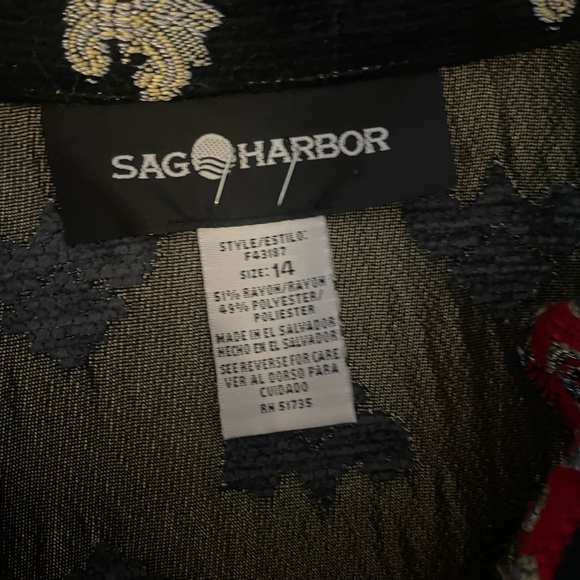 SAG HARBOR
STYLE/ESTILO:
F43187
SIZE: 14
51% RAYON/RAYON
49% POLYESTER/
POLIESTER
MADE IN EL SALVADOR
HECHO EN EL SALVADOR
SEE REVERSE FOR CARE
VER AL DORSO PARA
CUIDADO
RN 51735